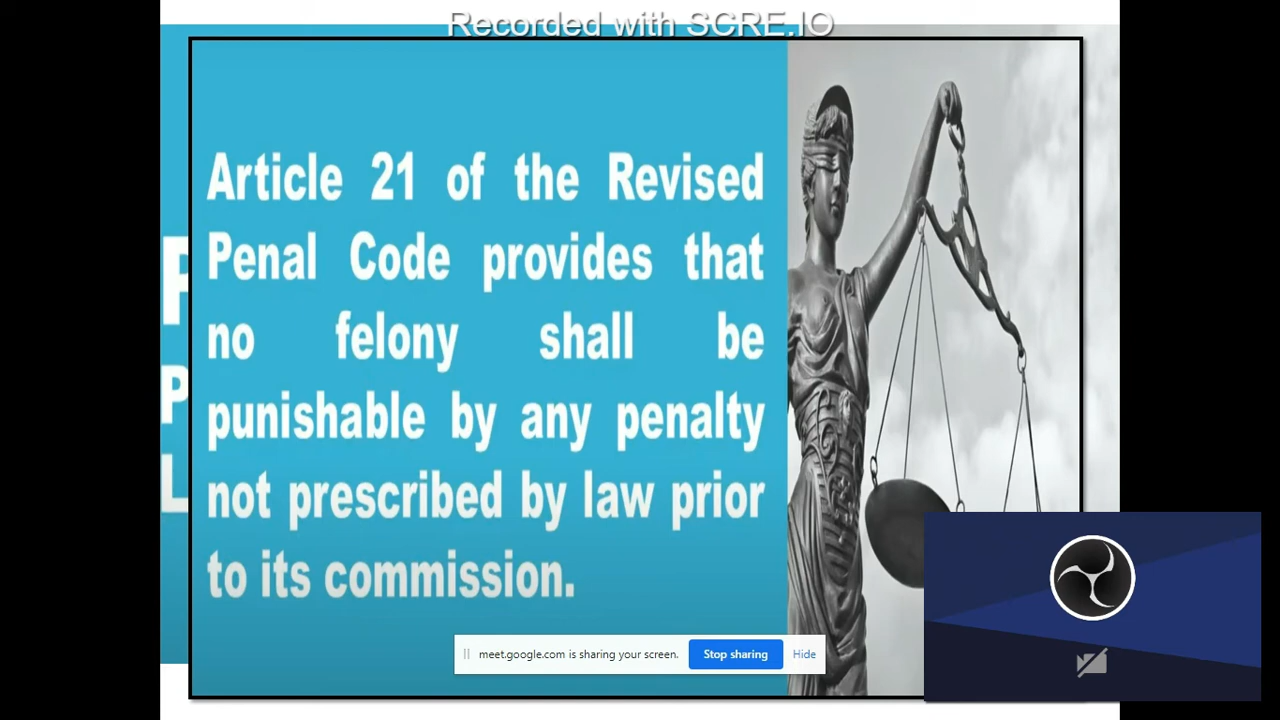 Recorded with SCRE.IO
Article 21 of the Revised
Penal Code provides that
no felony shall be
punishable by any penalty
not prescribed by law prior
to its commission.
P
P
L
meet.google.com is sharing your screen.
Stop sharing
Hide